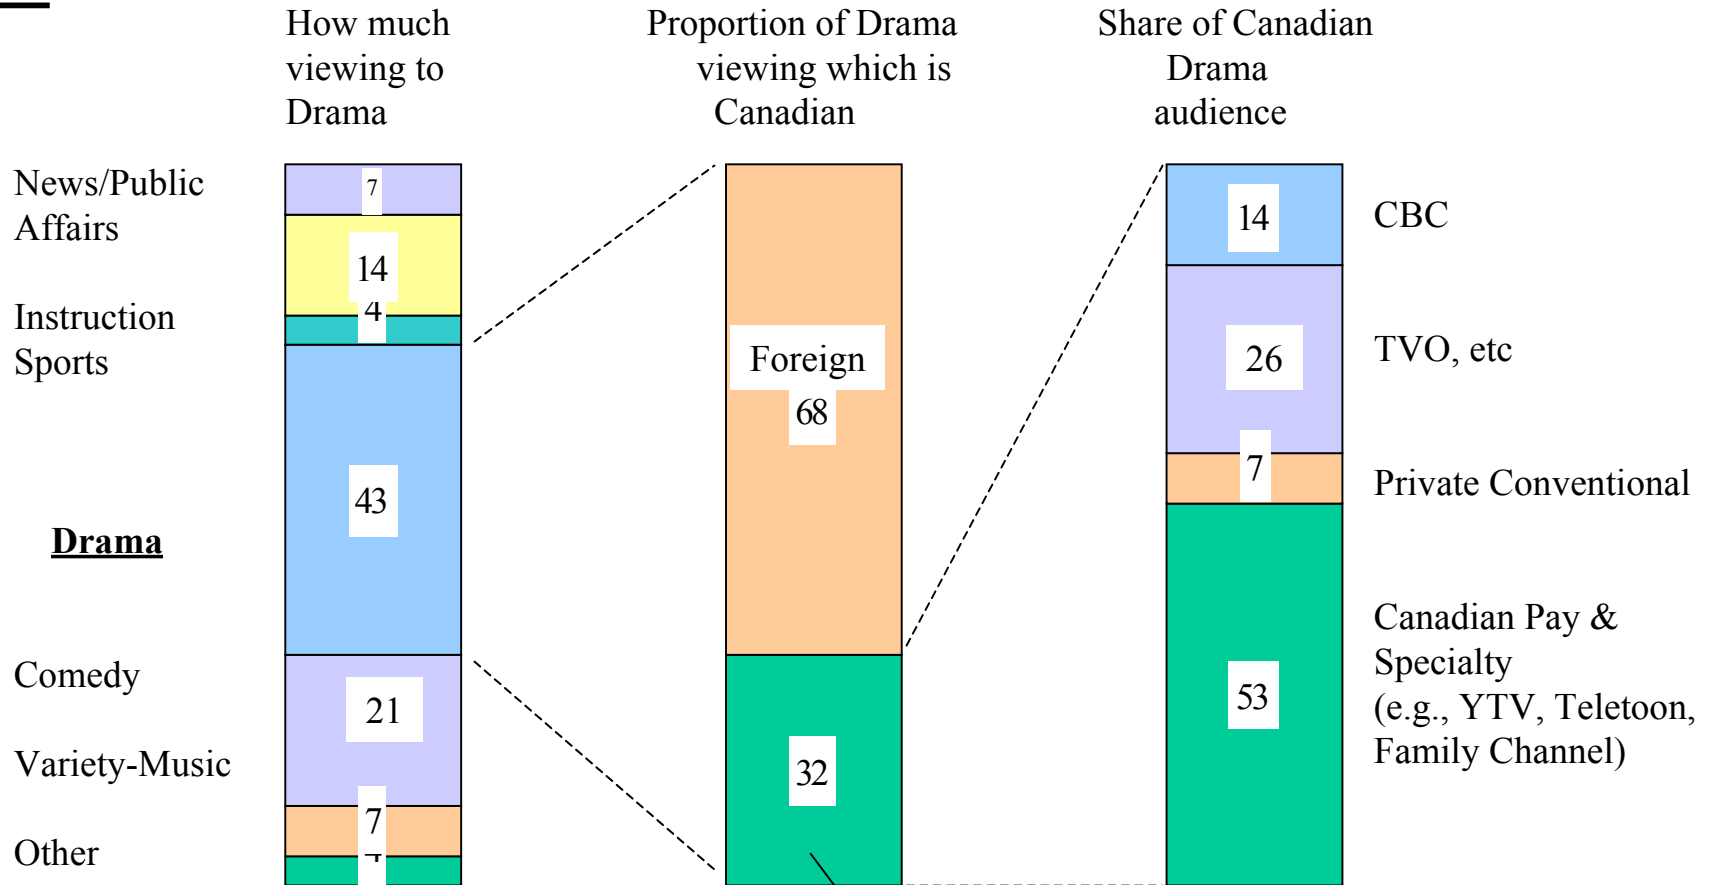 How much
viewing to
Drama
Proportion of Drama
viewing which is
Canadian
Share of Canadian
Drama
audience
News/Public
Affairs
Instruction
Sports
Drama
Comedy
Variety-Music
Other
7
14
4
43
21
7
Foreign
68
32
14
26
7
53
CBC
TVO, etc
Private Conventional
Canadian Pay &
Specialty
(e.g., YTV, Teletoon,
Family Channel)